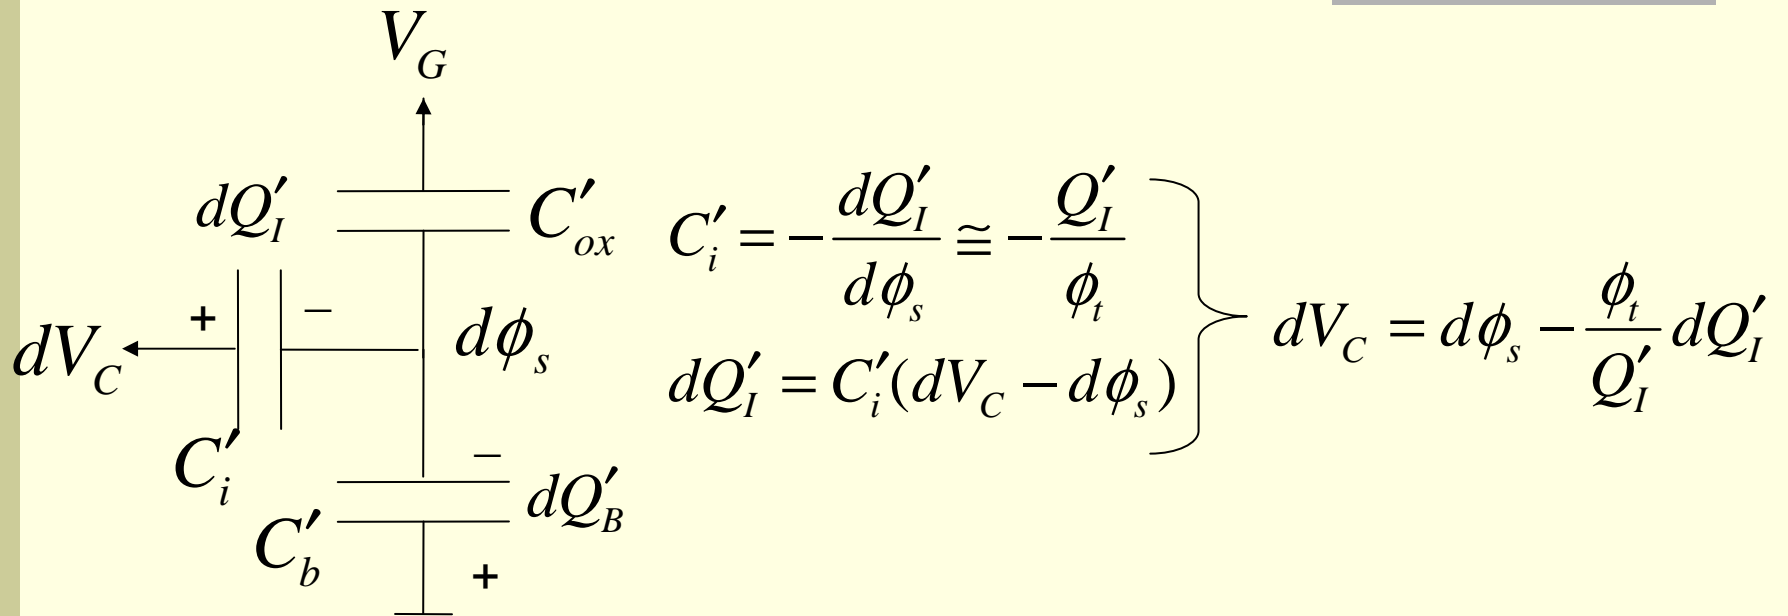 V_G
dQ′_I
C′_ox
+ −
dV_C
dϕ_s
C′_i
−
dQ′_B
C′_b
+
C′_i = − dQ′_I / dϕ_s ≅ − Q′_I / ϕ_t
dQ′_I = C′_i (dV_C − dϕ_s)
dV_C = dϕ_s − ϕ_t / Q′_I dQ′_I